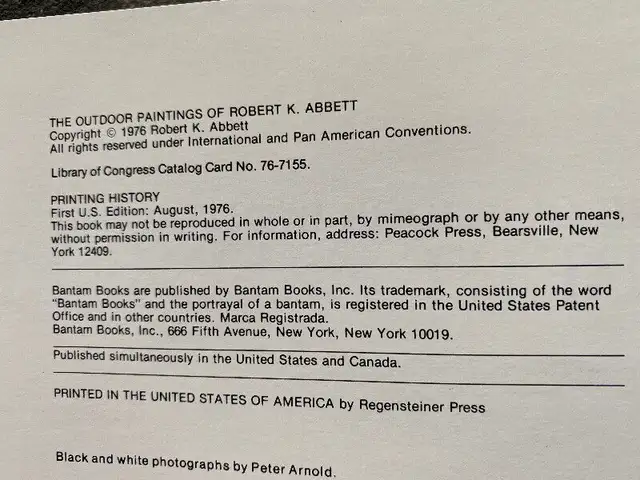 THE OUTDOOR PAINTINGS OF ROBERT K. ABBETT
Copyright © 1976 Robert K. Abbett
All rights reserved under International and Pan American Conventions.
Library of Congress Catalog Card No. 76-7155.
PRINTING HISTORY
First U.S. Edition: August, 1976.
This book may not be reproduced in whole or in part, by mimeograph or by any other means,
without permission in writing. For information, address: Peacock Press, Bearsville, New
York 12409.
Bantam Books are published by Bantam Books, Inc. Its trademark, consisting of the word
"Bantam Books" and the portrayal of a bantam, is registered in the United States Patent
Office and in other countries. Marca Registrada.
Bantam Books, Inc., 666 Fifth Avenue, New York, New York 10019.
Published simultaneously in the United States and Canada.
PRINTED IN THE UNITED STATES OF AMERICA by Regensteiner Press
Black and white photographs by Peter Arnold.